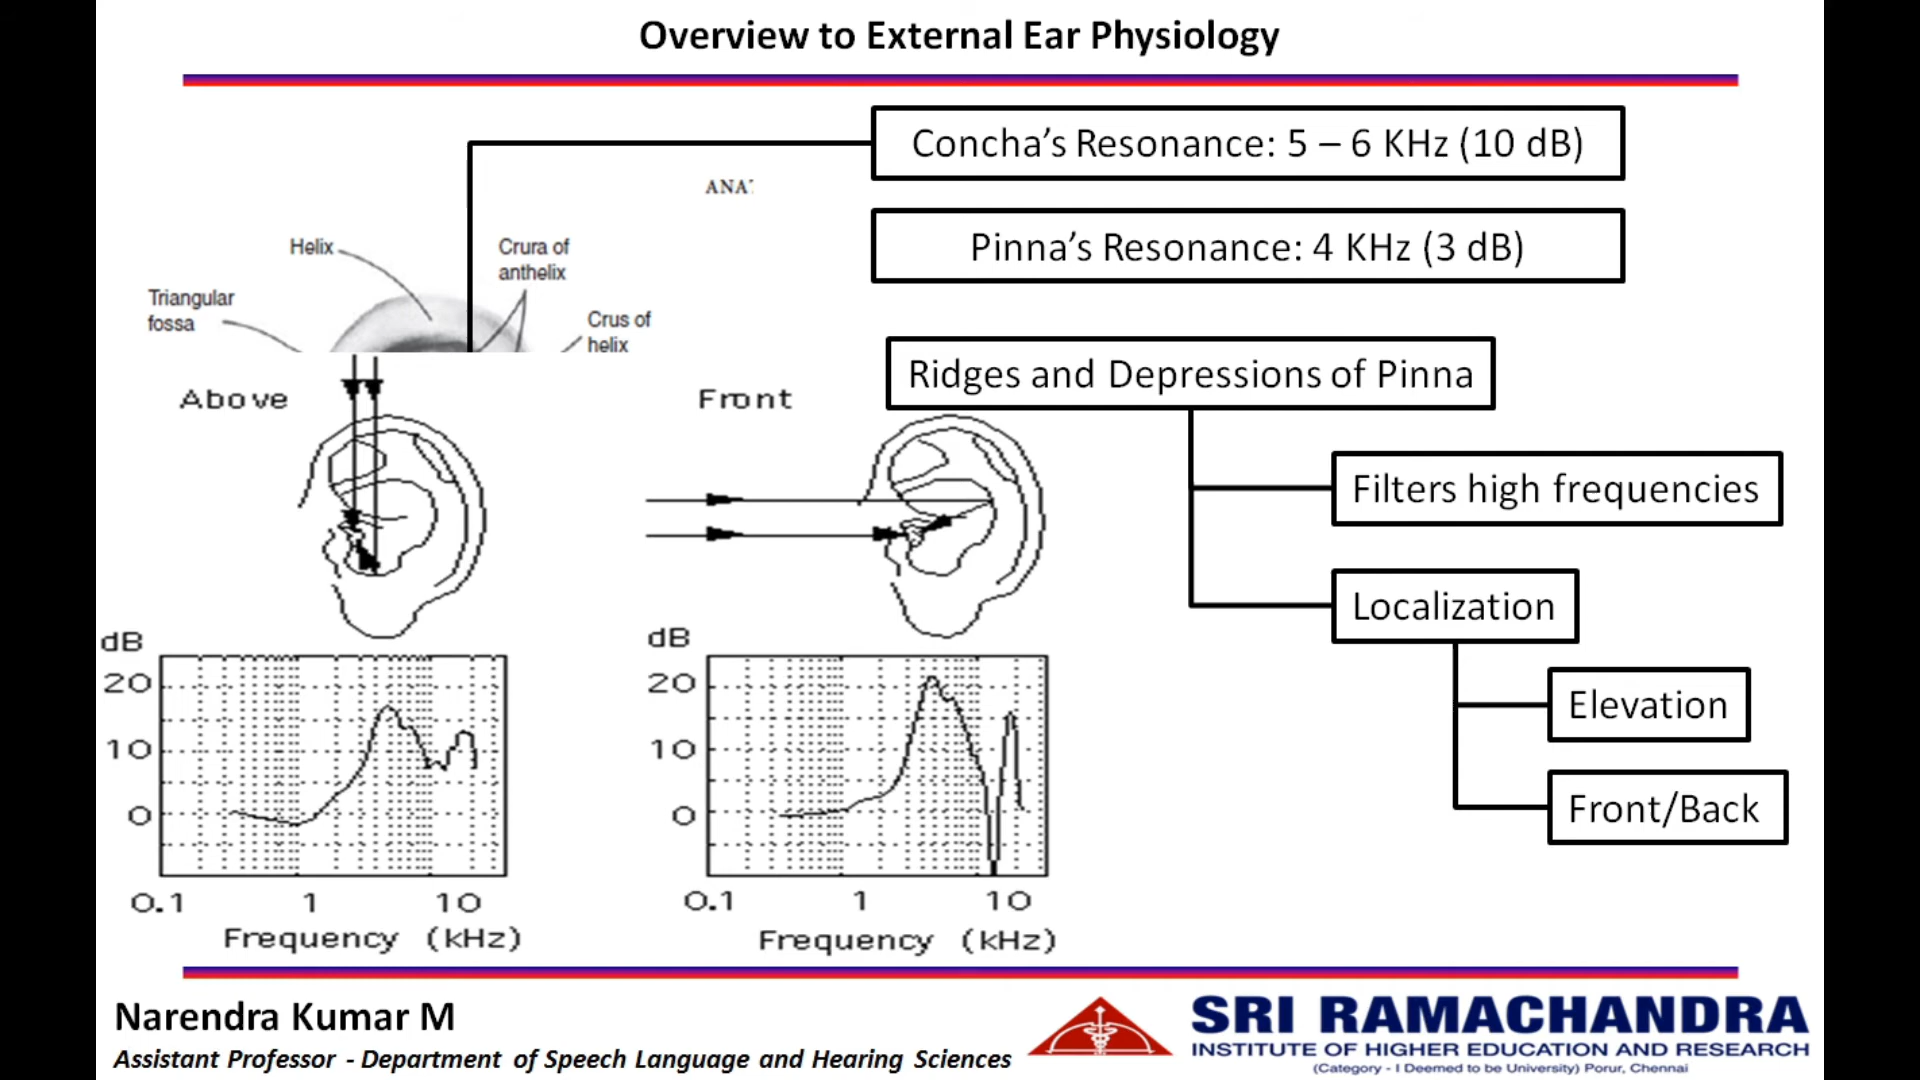 Overview to External Ear Physiology
Concha's Resonance: 5 – 6 KHz (10 dB)
ANA
Pinna's Resonance: 4 KHz (3 dB)
Helix
Crura of
anthelix
Triangular
fossa
Crus of
helix
Ridges and Depressions of Pinna
Above
Front
Filters high frequencies
Localization
Elevation
Front/Back
dB
20
10
0
0.1 1 10
Frequency (kHz)
dB
20
10
0
0.1 1 10
Frequency (kHz)
Narendra Kumar M
Assistant Professor - Department of Speech Language and Hearing Sciences
SRI RAMACHANDRA
INSTITUTE OF HIGHER EDUCATION AND RESEARCH
(Category - I Deemed to be University) Porur, Chennai